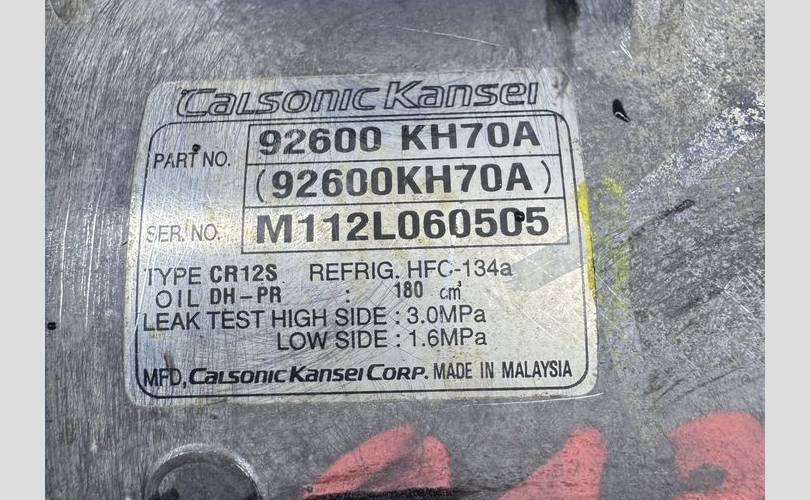 Calsonic Kansei
PART NO. 92600 KH70A
(92600KH70A)
SER. NO. M112L060505
TYPE CR12S REFRIG. HFC-134a
OIL DH-PR : 180 cm³
LEAK TEST HIGH SIDE : 3.0MPa
LOW SIDE : 1.6MPa
MFD, CALSONIC KANSEI CORP. MADE IN MALAYSIA